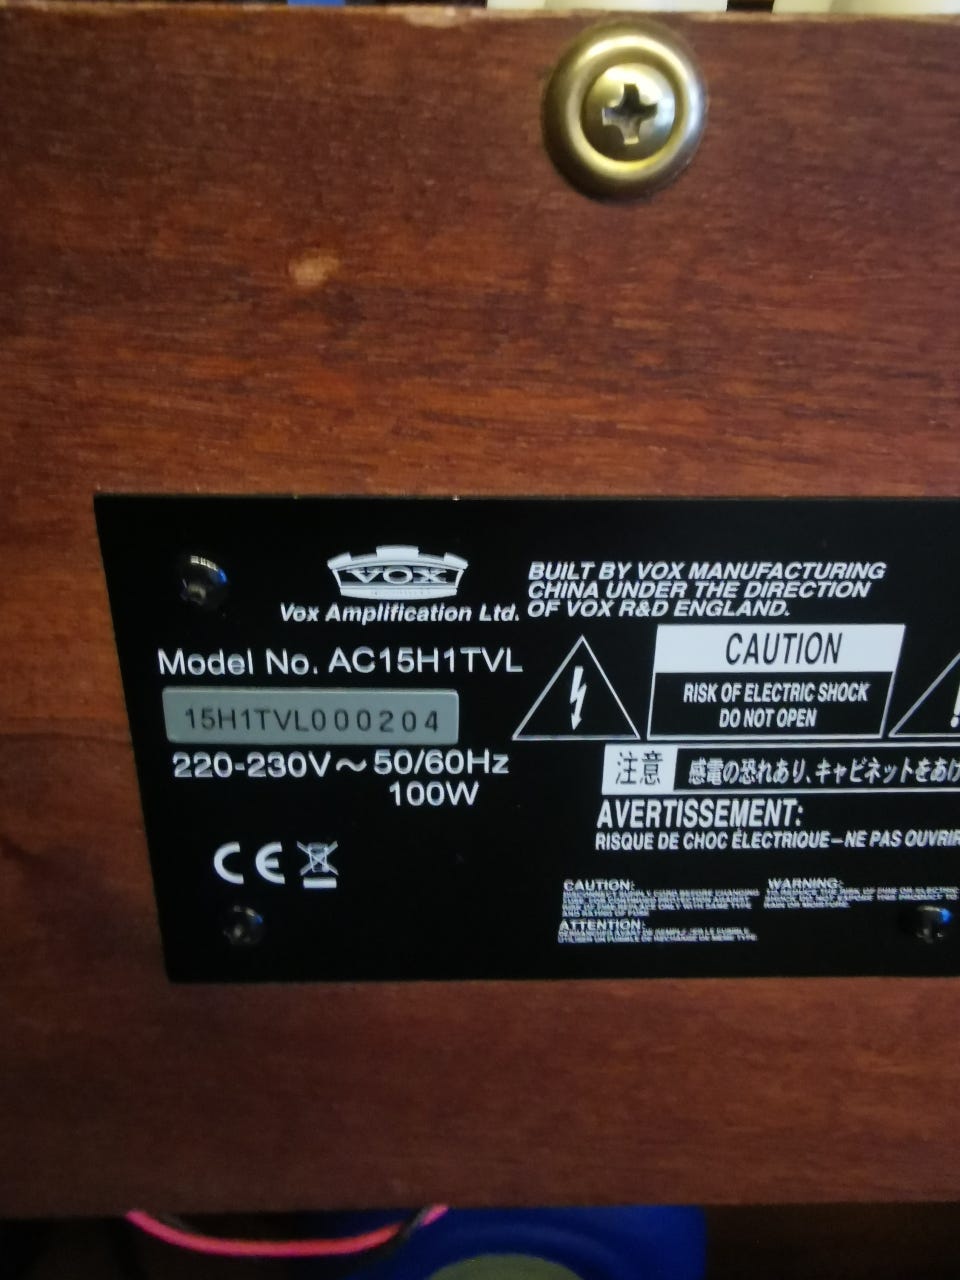 VOX
Vox Amplification Ltd.
BUILT BY VOX MANUFACTURING
CHINA UNDER THE DIRECTION
OF VOX R&D ENGLAND.
Model No. AC15H1TVL
15H1TVL000204
220-230V～50/60Hz
100W
CE
CAUTION
RISK OF ELECTRIC SHOCK
DO NOT OPEN
注意
感電の恐れあり、キャビネットをあけ
AVERTISSEMENT:
RISQUE DE CHOC ÉLECTRIQUE–NE PAS OUVRIR
CAUTION:
WARNING:
ATTENTION: